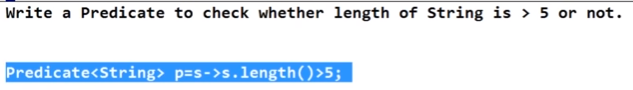 Write a Predicate to check whether length of String is > 5 or not.
Predicate<String> p=s->s.length()>5;